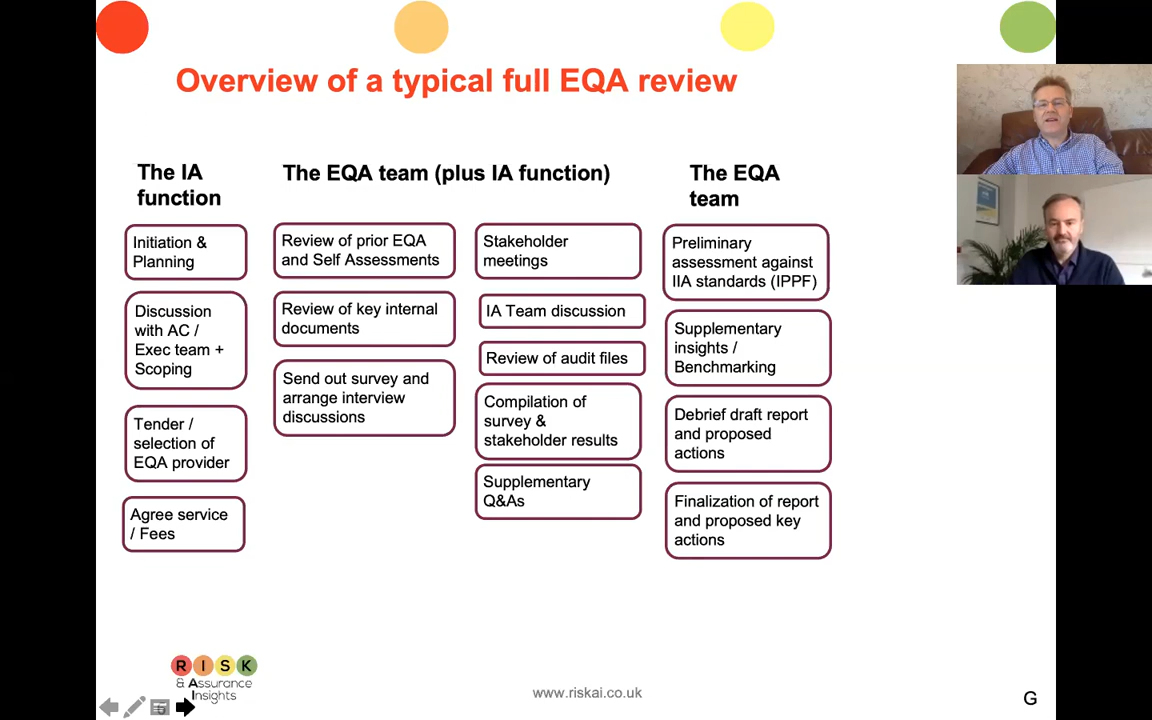 Overview of a typical full EQA review
The IA
function
Initiation &
Planning
Discussion
with AC /
Exec team +
Scoping
Tender /
selection of
EQA provider
Agree service
/ Fees
The EQA team (plus IA function)
Review of prior EQA
and Self Assessments
Review of key internal
documents
Send out survey and
arrange interview
discussions
Stakeholder
meetings
IA Team discussion
Review of audit files
Compilation of
survey &
stakeholder results
Supplementary
Q&As
The EQA
team
Preliminary
assessment against
IIA standards (IPPF)
Supplementary
insights /
Benchmarking
Debrief draft report
and proposed
actions
Finalization of report
and proposed key
actions
RISK
& Assurance
Insights
www.riskai.co.uk
G